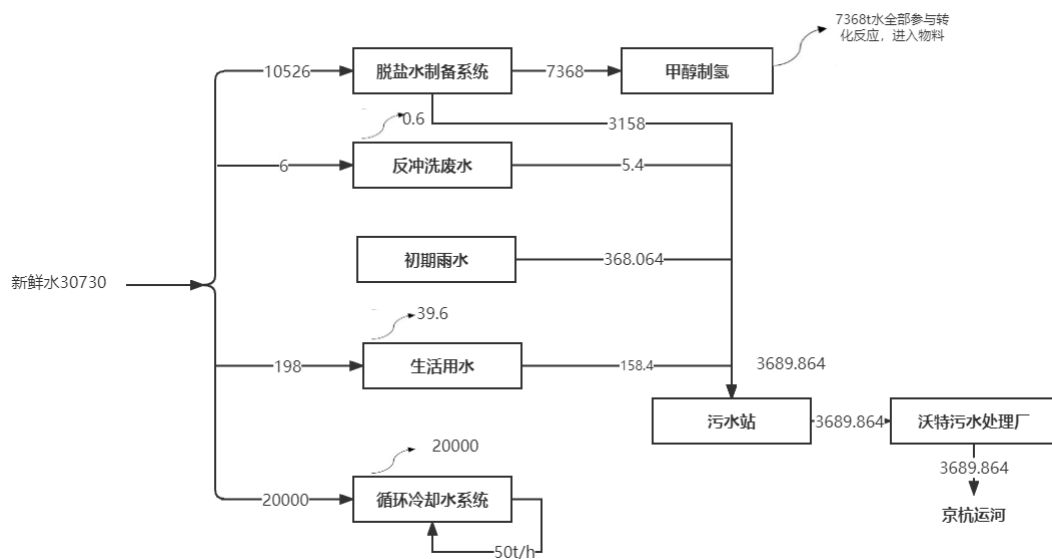 7368t水全部参与转
化反应，进入物料
10526
脱盐水制备系统
7368
甲醇制氢
0.6
3158
6
反冲洗废水
5.4
初期雨水
368.064
新鲜水30730
39.6
198
生活用水
158.4
3689.864
污水站
3689.864
沃特污水处理厂
20000
3689.864
20000
循环冷却水系统
京杭运河
50t/h